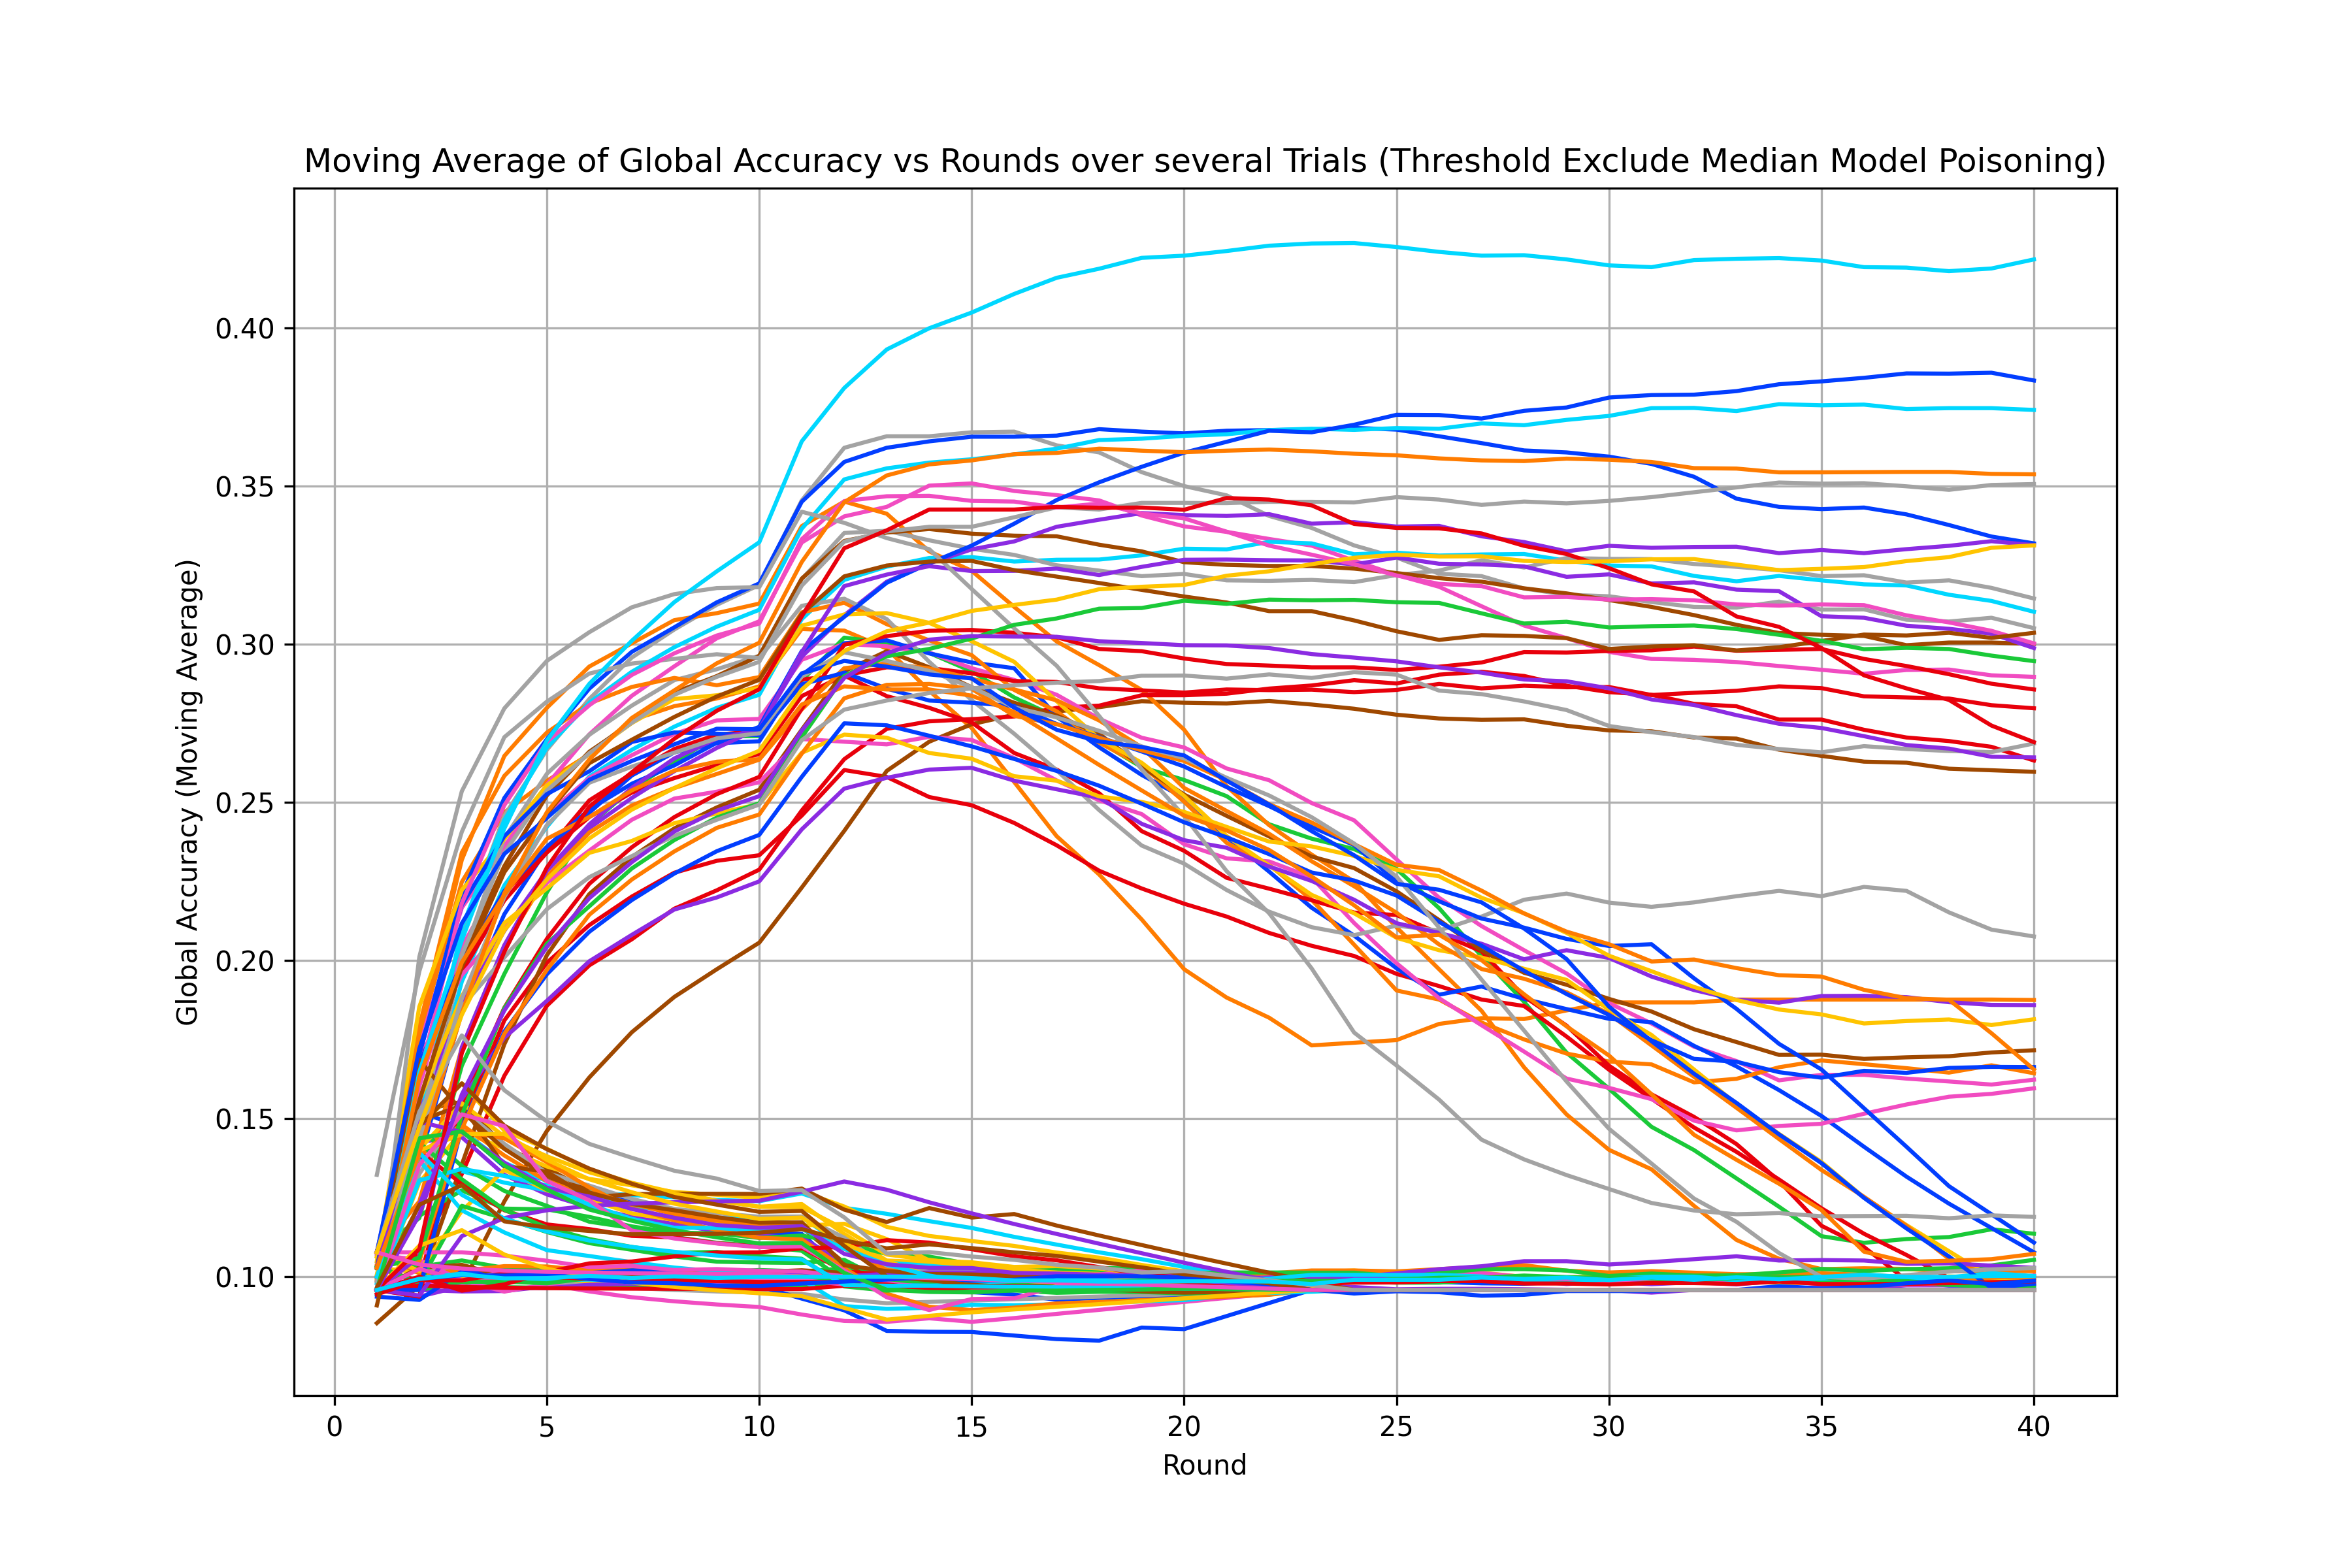 Moving Average of Global Accuracy vs Rounds over several Trials (Threshold Exclude Median Model Poisoning)
Global Accuracy (Moving Average)
0.40
0.35
0.30
0.25
0.20
0.15
0.10
0 5 10 15 20 25 30 35 40
Round